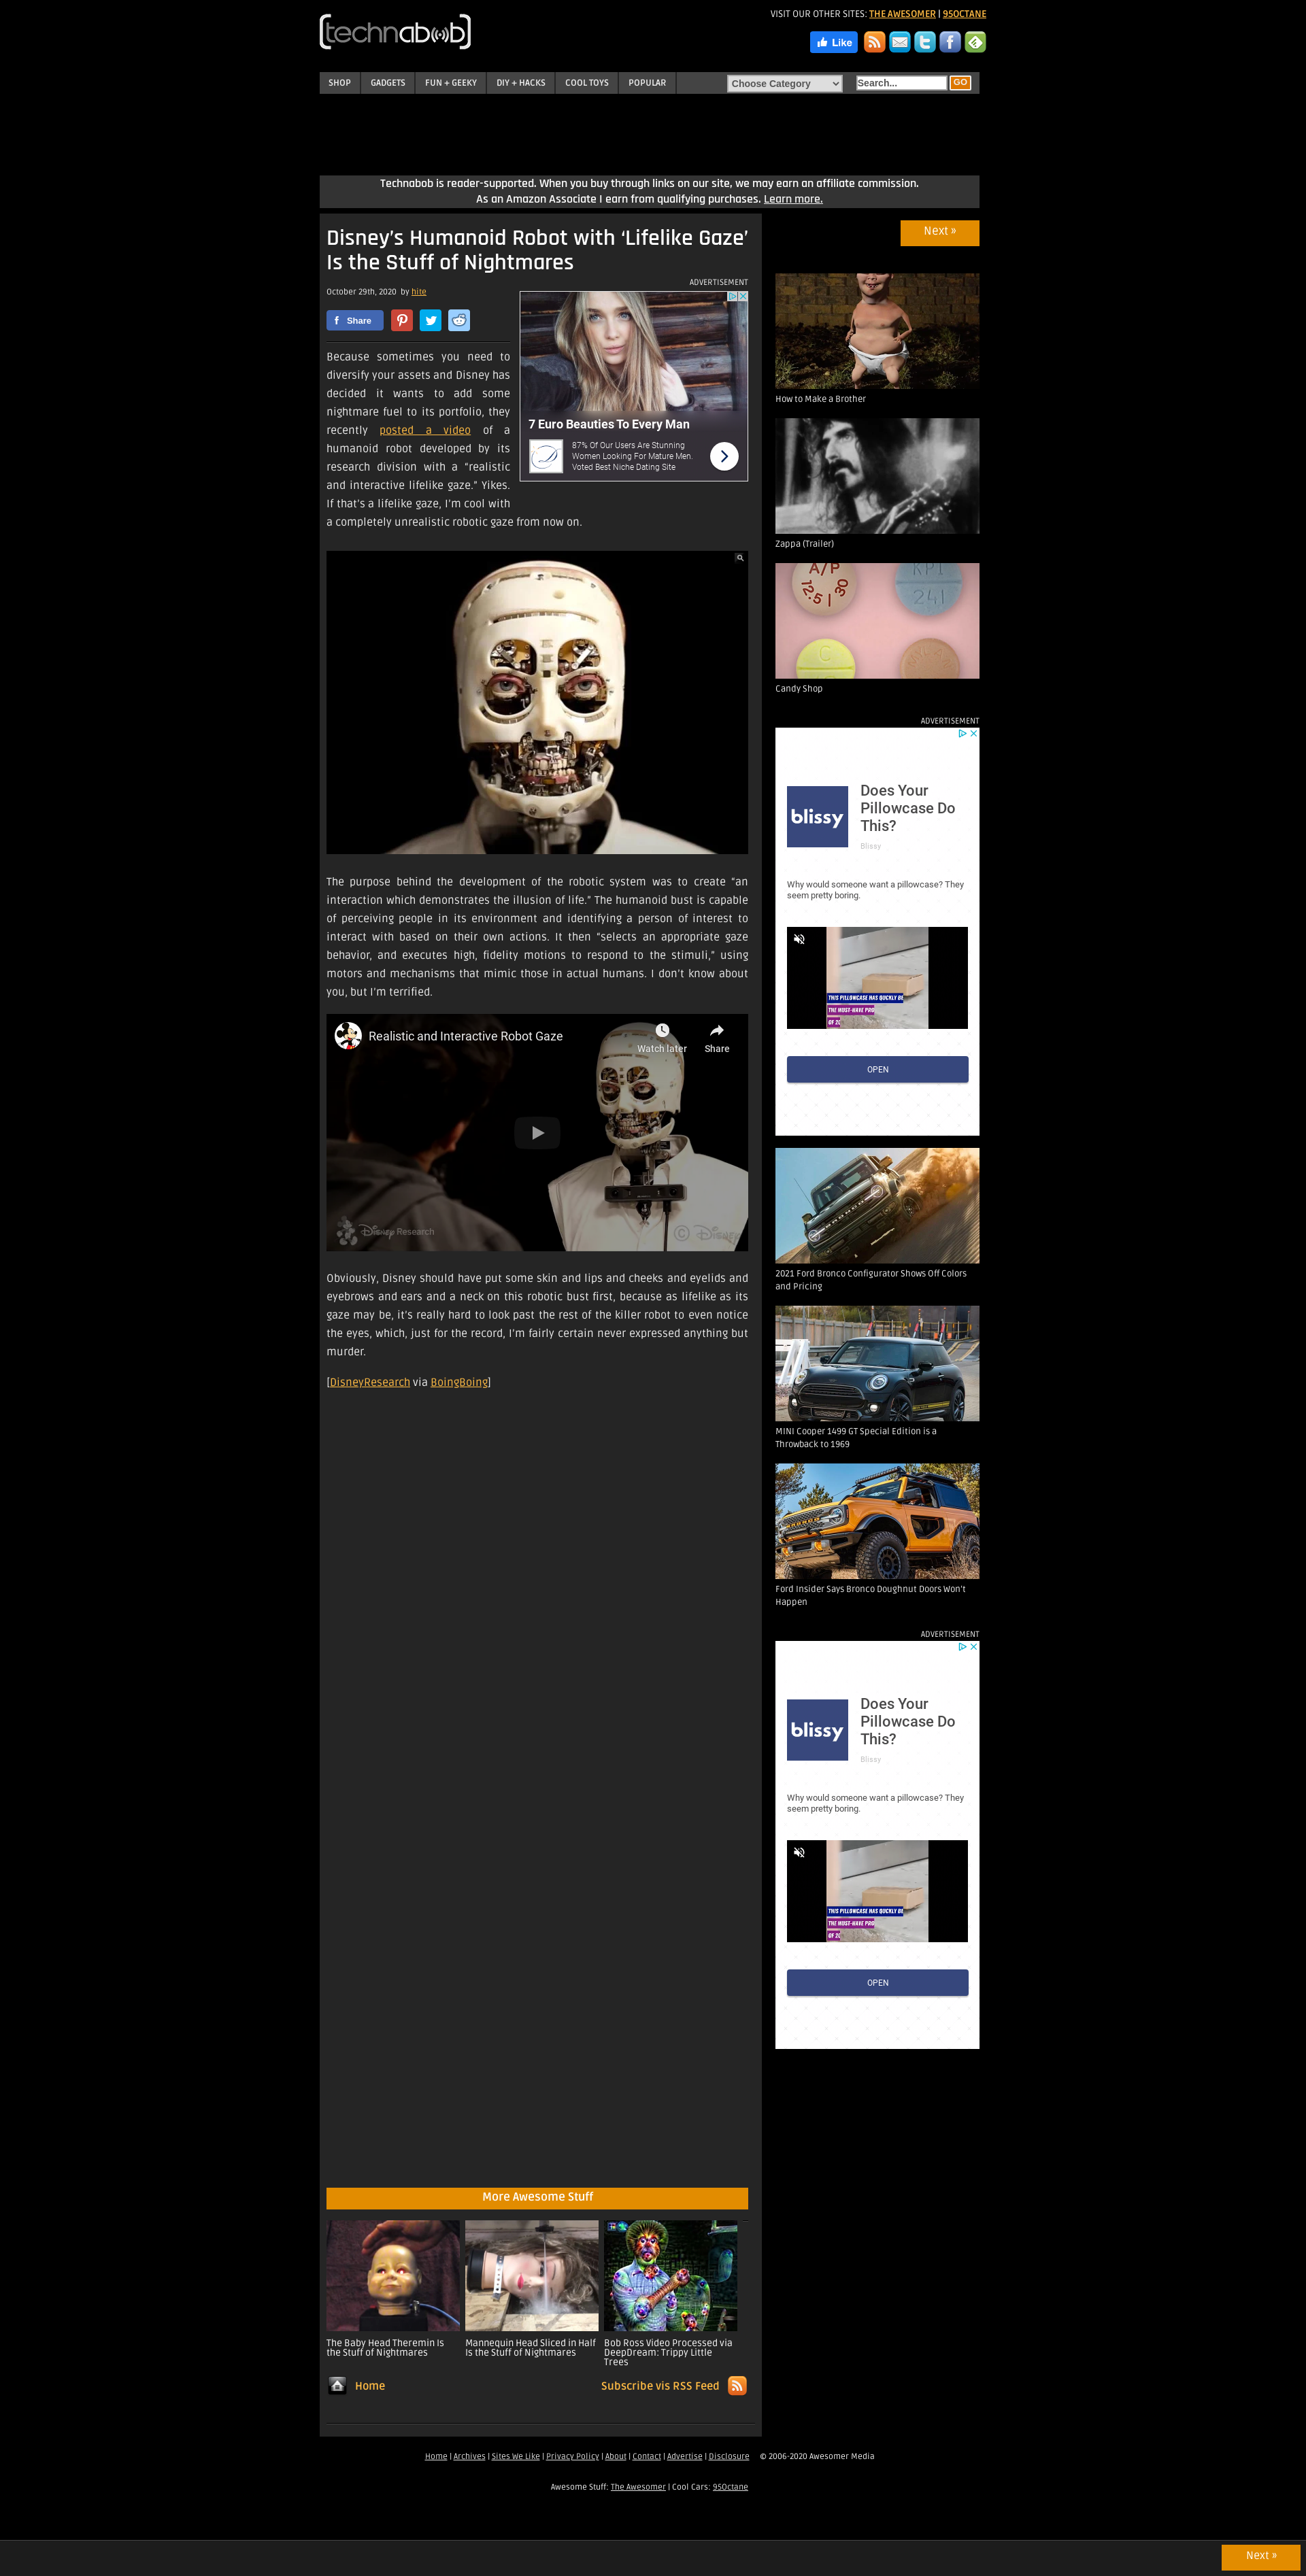 [technabob]
VISIT OUR OTHER SITES: THE AWESOMER | 95OCTANE
Like
SHOP
GADGETS
FUN + GEEKY
DIY + HACKS
COOL TOYS
POPULAR
Choose Category
Search...
GO
Technabob is reader-supported. When you buy through links on our site, we may earn an affiliate commission.
As an Amazon Associate I earn from qualifying purchases. Learn more.
Disney’s Humanoid Robot with ‘Lifelike Gaze’
Is the Stuff of Nightmares
ADVERTISEMENT
October 29th, 2020 by hite
Share
Because sometimes you need to
diversify your assets and Disney has
decided it wants to add some
nightmare fuel to its portfolio, they
recently posted a video of a
humanoid robot developed by its
research division with a “realistic
and interactive lifelike gaze.” Yikes.
If that’s a lifelike gaze, I’m cool with
a completely unrealistic robotic gaze from now on.
7 Euro Beauties To Every Man
87% Of Our Users Are Stunning
Women Looking For Mature Men.
Voted Best Niche Dating Site
The purpose behind the development of the robotic system was to create “an
interaction which demonstrates the illusion of life.” The humanoid bust is capable
of perceiving people in its environment and identifying a person of interest to
interact with based on their own actions. It then “selects an appropriate gaze
behavior, and executes high, fidelity motions to respond to the stimuli,” using
motors and mechanisms that mimic those in actual humans. I don’t know about
you, but I’m terrified.
Realistic and Interactive Robot Gaze
Watch later
Share
Disney Research
© Disney
Obviously, Disney should have put some skin and lips and cheeks and eyelids and
eyebrows and ears and a neck on this robotic bust first, because as lifelike as its
gaze may be, it’s really hard to look past the rest of the killer robot to even notice
the eyes, which, just for the record, I’m fairly certain never expressed anything but
murder.
[DisneyResearch via BoingBoing]
More Awesome Stuff
The Baby Head Theremin Is
the Stuff of Nightmares
Mannequin Head Sliced in Half
Is the Stuff of Nightmares
Bob Ross Video Processed via
DeepDream: Trippy Little
Trees
Home
Subscribe vis RSS Feed
Next »
How to Make a Brother
Zappa (Trailer)
A/P
12.5 30
KPI
241
C
Candy Shop
ADVERTISEMENT
blissy
Does Your
Pillowcase Do
This?
Blissy
Why would someone want a pillowcase? They
seem pretty boring.
THIS PILLOWCASE HAS QUICKLY BE
THE MUST-HAVE PRO
OF 20
OPEN
2021 Ford Bronco Configurator Shows Off Colors
and Pricing
MINI Cooper 1499 GT Special Edition is a
Throwback to 1969
Ford Insider Says Bronco Doughnut Doors Won’t
Happen
ADVERTISEMENT
blissy
Does Your
Pillowcase Do
This?
Blissy
Why would someone want a pillowcase? They
seem pretty boring.
THIS PILLOWCASE HAS QUICKLY BE
THE MUST-HAVE PRO
OF 20
OPEN
Home | Archives | Sites We Like | Privacy Policy | About | Contact | Advertise | Disclosure © 2006-2020 Awesomer Media
Awesome Stuff: The Awesomer | Cool Cars: 95Octane
Next »